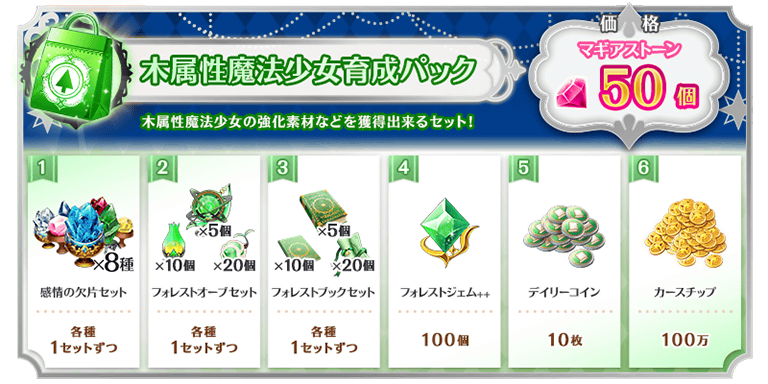 価格
木属性魔法少女育成パック
マギアストーン
50個
木属性魔法少女の強化素材などを獲得出来るセット!
1
×8種
感情の欠片セット
各種
1セットずつ
2
×5個
×10個
×20個
フォレストオーブセット
各種
1セットずつ
3
×5個
×10個
×20個
フォレストブックセット
各種
1セットずつ
4
フォレストジェム++
100個
5
デイリーコイン
10枚
6
カースチップ
100万